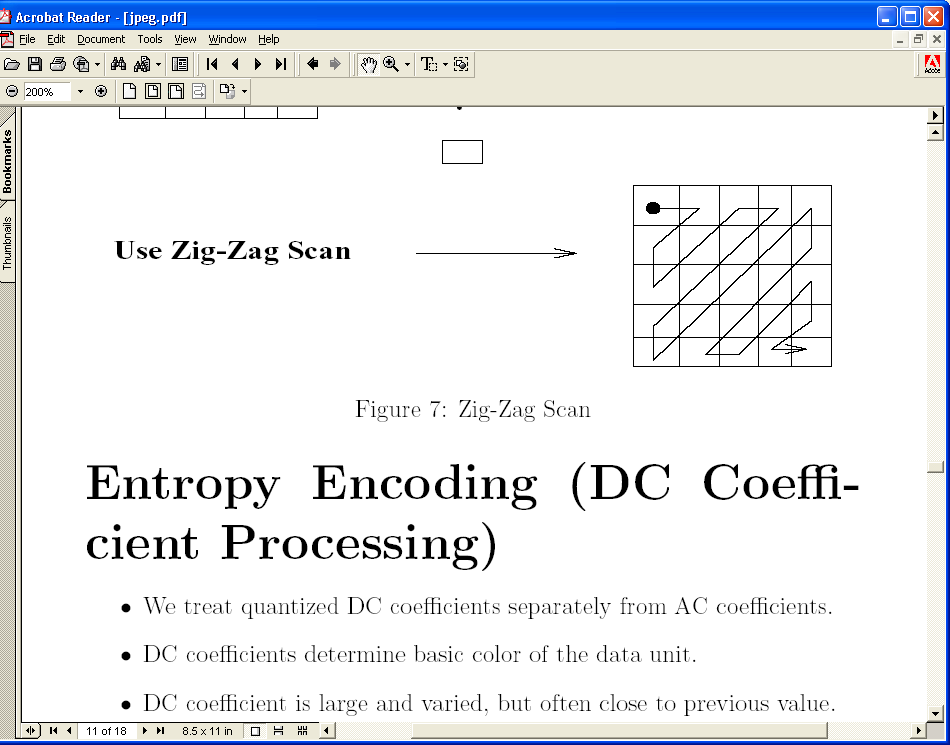 Acrobat Reader - [jpeg.pdf]
File Edit Document Tools View Window Help
Adobe
200%
Bookmarks
Thumbnails
Use Zig-Zag Scan
Figure 7: Zig-Zag Scan
Entropy Encoding (DC Coeffi-
cient Processing)
• We treat quantized DC coefficients separately from AC coefficients.
• DC coefficients determine basic color of the data unit.
• DC coefficient is large and varied, but often close to previous value.
11 of 18 8.5 x 11 in